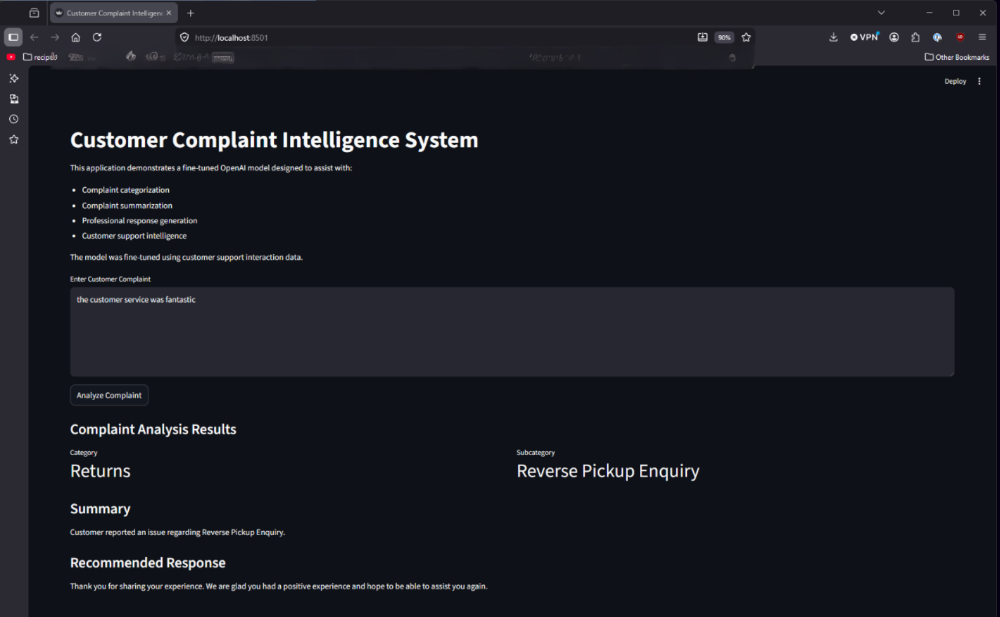 Customer Complaint Intelligenc
http://localhost:8501
90%
VPN
Other Bookmarks
Deploy
Customer Complaint Intelligence System
This application demonstrates a fine-tuned OpenAI model designed to assist with:
Complaint categorization
Complaint summarization
Professional response generation
Customer support intelligence
The model was fine-tuned using customer support interaction data.
Enter Customer Complaint
the customer service was fantastic
Analyze Complaint
Complaint Analysis Results
Category
Subcategory
Returns
Reverse Pickup Enquiry
Summary
Customer reported an issue regarding Reverse Pickup Enquiry.
Recommended Response
Thank you for sharing your experience. We are glad you had a positive experience and hope to be able to assist you again.